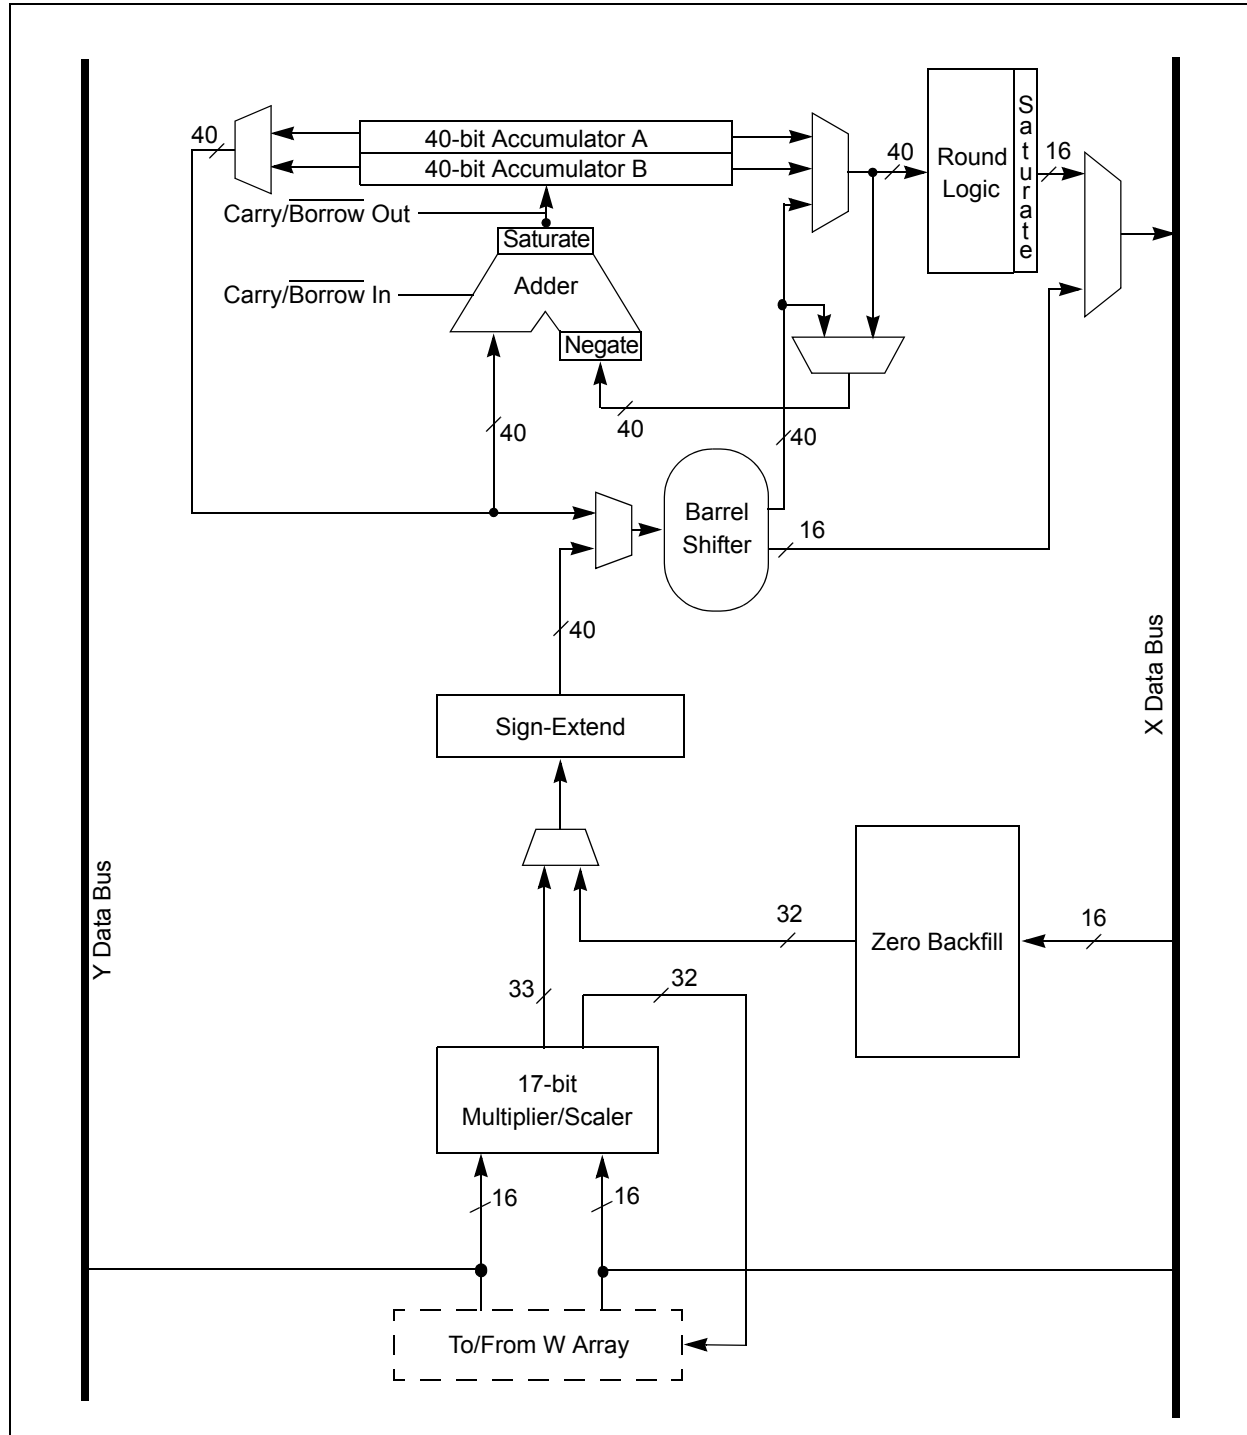 40
40-bit Accumulator A
40-bit Accumulator B
40
Round
Logic
Saturate
16
Carry/Borrow Out
Saturate
Carry/Borrow In
Adder
Negate
40
40
40
Barrel
Shifter
16
40
Sign-Extend
X Data Bus
Y Data Bus
32
Zero Backfill
16
33
32
17-bit
Multiplier/Scaler
16
16
To/From W Array